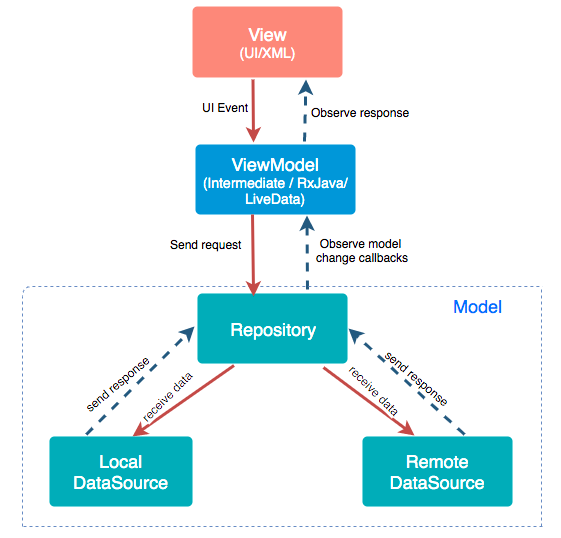 View
(UI/XML)
UI Event
Observe response
ViewModel
(Intermediate / RxJava/
LiveData)
Send request
Observe model
change callbacks
Model
Repository
send response
receive data
receive data
send response
Local
DataSource
Remote
DataSource